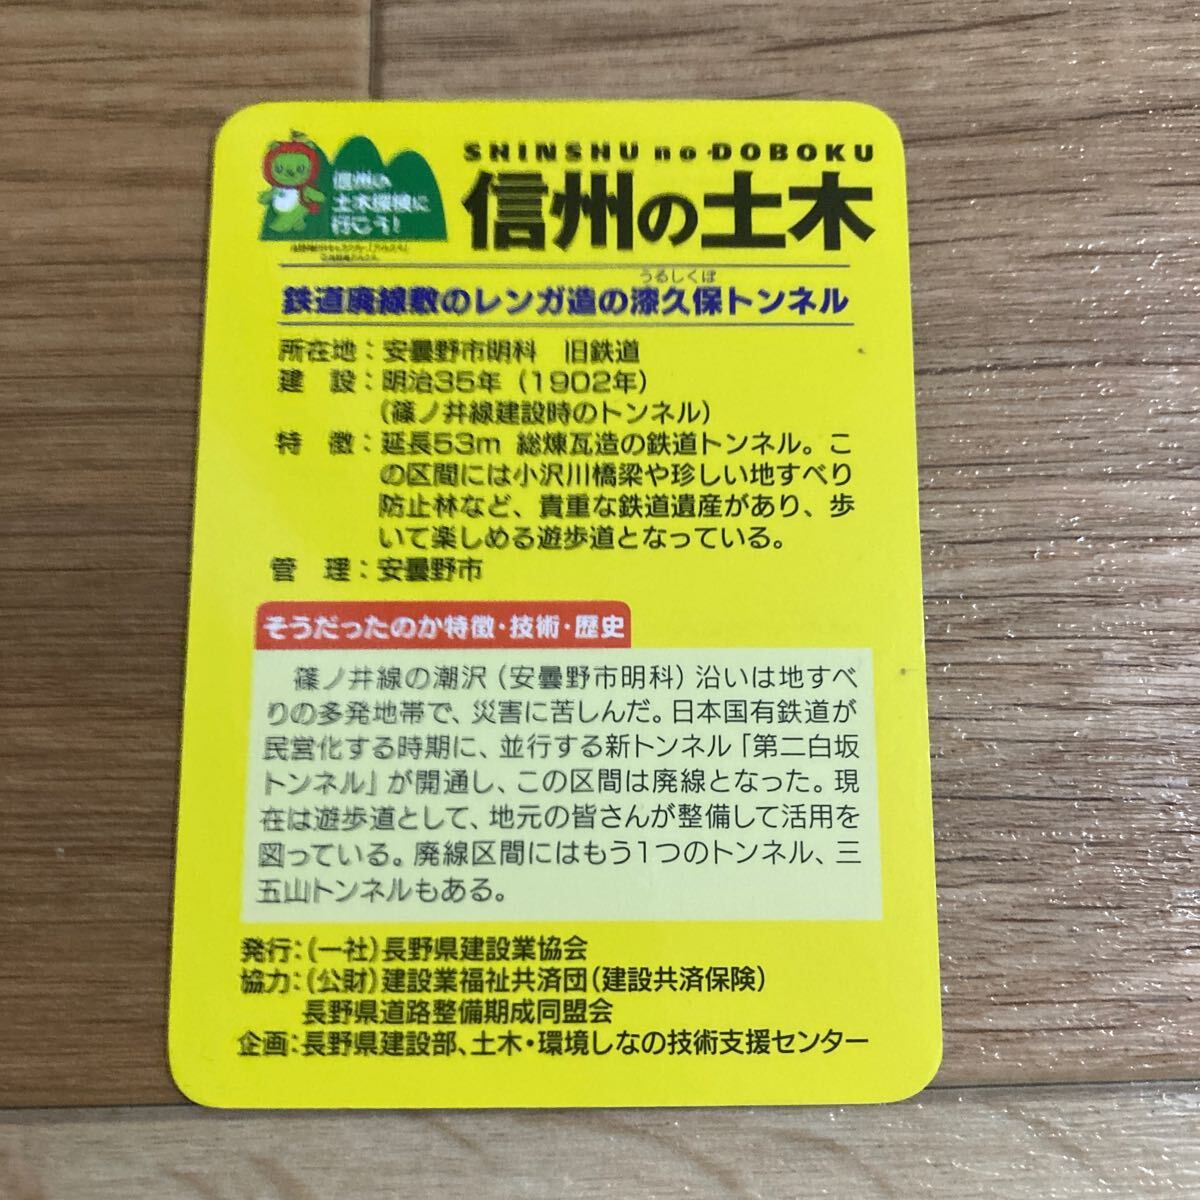 信州の
土木探検に
行こう!
SHINSHU no DOBOKU
信州の土木
うるしくぼ
鉄道廃線敷のレンガ造の漆久保トンネル
所在地：安曇野市明科　旧鉄道
建　設：明治35年（1902年）
（篠ノ井線建設時のトンネル）
特　徴：延長53m 総煉瓦造の鉄道トンネル。こ
の区間には小沢川橋梁や珍しい地すべり
防止林など、貴重な鉄道遺産があり、歩
いて楽しめる遊歩道となっている。
管　理：安曇野市
そうだったのか特徴・技術・歴史
篠ノ井線の潮沢（安曇野市明科）沿いは地すべ
りの多発地帯で、災害に苦しんだ。日本国有鉄道が
民営化する時期に、並行する新トンネル「第二白坂
トンネル」が開通し、この区間は廃線となった。現
在は遊歩道として、地元の皆さんが整備して活用を
図っている。廃線区間にはもう1つのトンネル、三
五山トンネルもある。
発行：（一社）長野県建設業協会
協力：（公財）建設業福祉共済団（建設共済保険）
長野県道路整備期成同盟会
企画：長野県建設部、土木・環境しなの技術支援センター